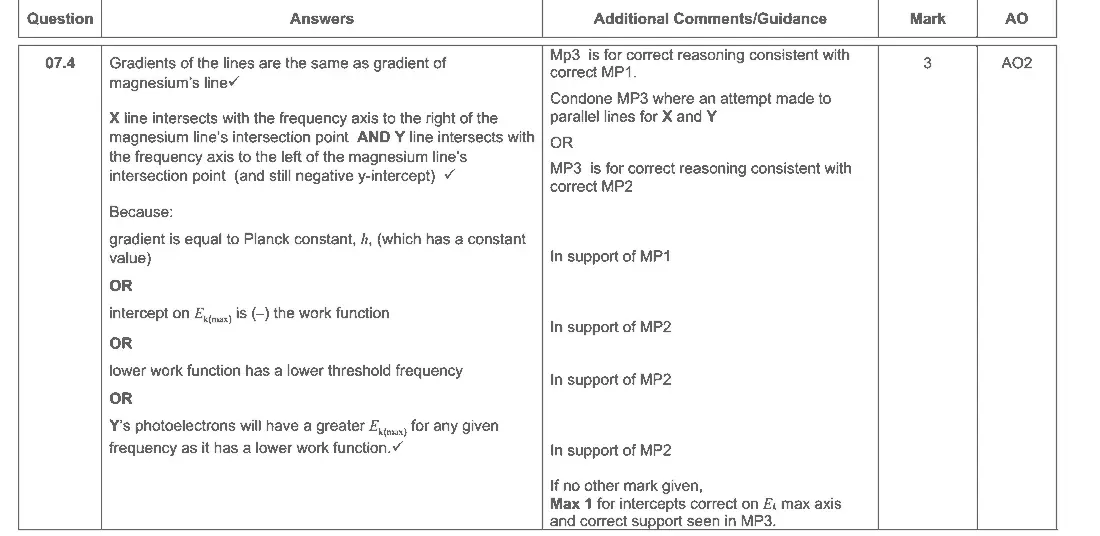 Question Answers Additional Comments/Guidance Mark AO
07.4 Gradients of the lines are the same as gradient of
magnesium's line✓
X line intersects with the frequency axis to the right of the
magnesium line's intersection point AND Y line intersects with
the frequency axis to the left of the magnesium line's
intersection point (and still negative y-intercept) ✓
Because:
gradient is equal to Planck constant, h, (which has a constant
value)
OR
intercept on Ek(max) is (–) the work function
OR
lower work function has a lower threshold frequency
OR
Y's photoelectrons will have a greater Ek(max) for any given
frequency as it has a lower work function.✓
Mp3 is for correct reasoning consistent with
correct MP1.
Condone MP3 where an attempt made to
parallel lines for X and Y
OR
MP3 is for correct reasoning consistent with
correct MP2
In support of MP1
In support of MP2
In support of MP2
In support of MP2
If no other mark given,
Max 1 for intercepts correct on Ek max axis
and correct support seen in MP3.
3
AO2